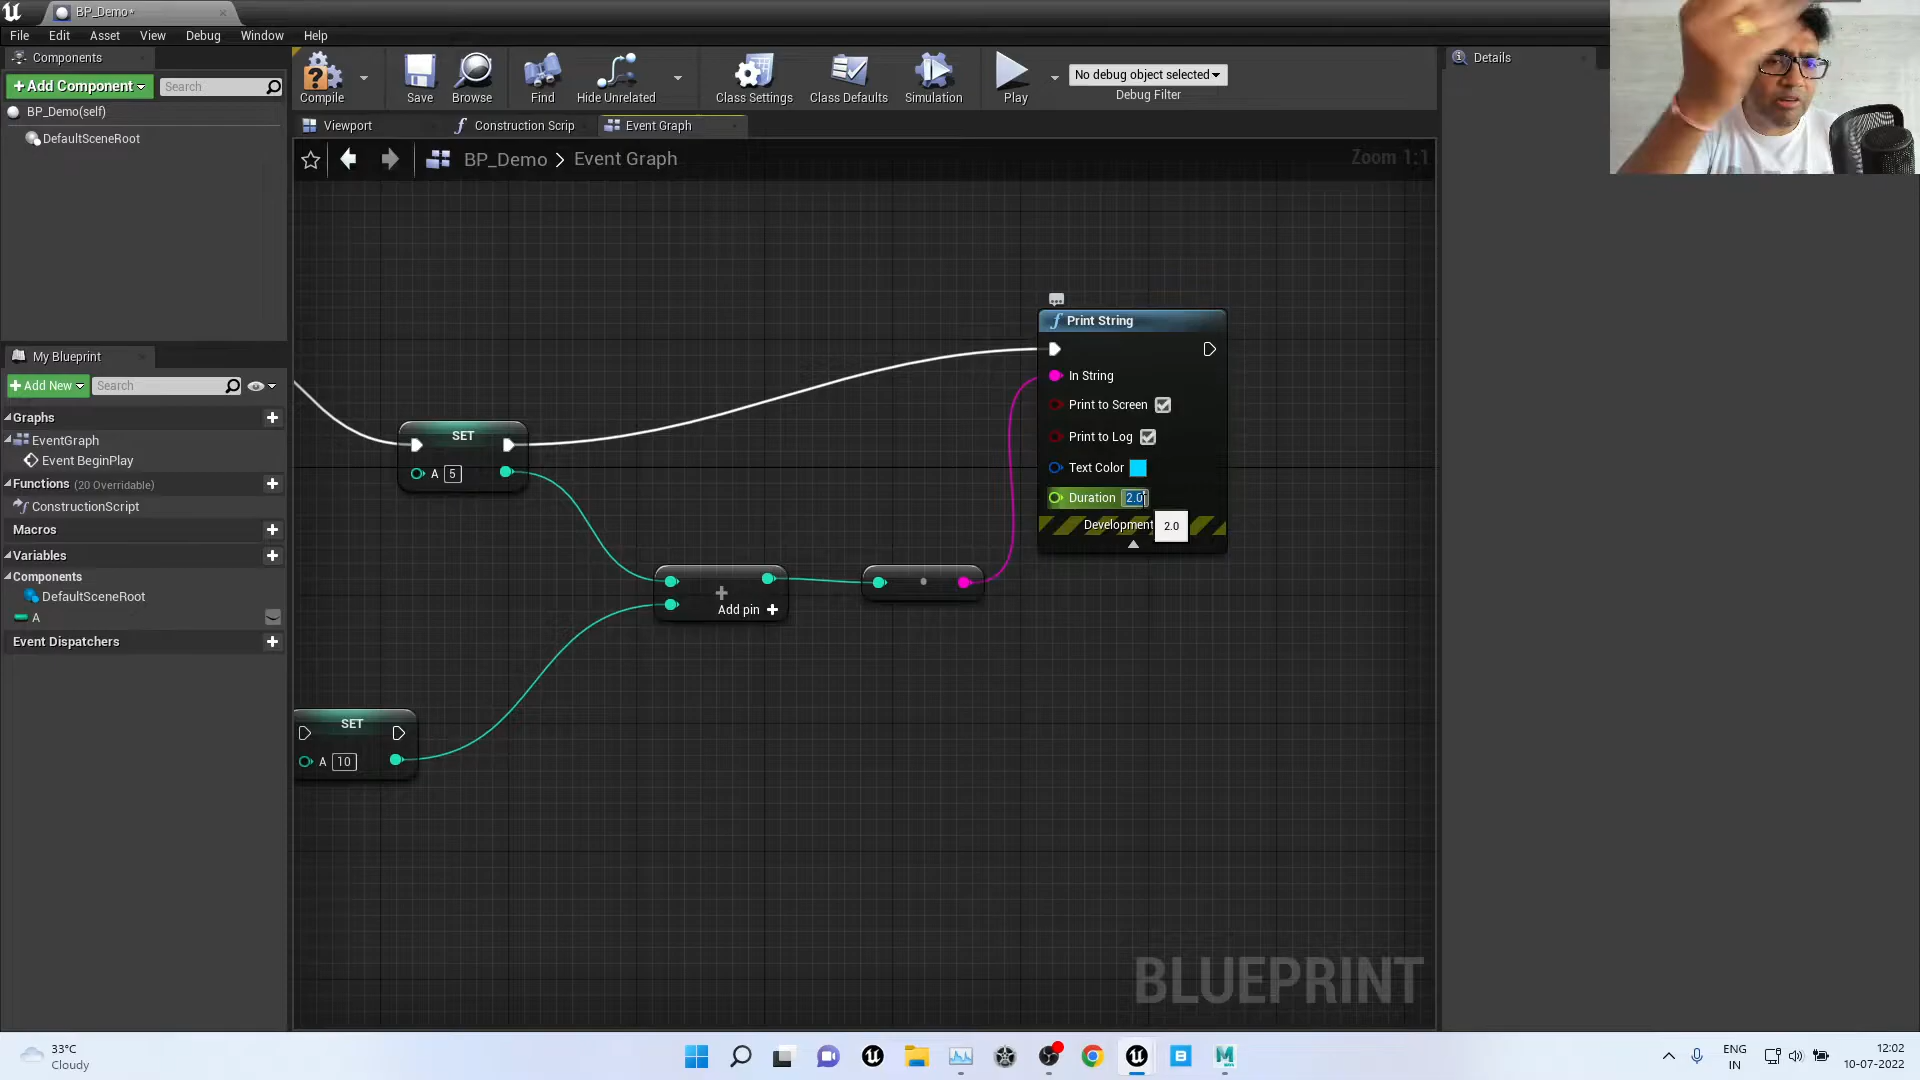 BP_Demo*
File Edit Asset View Debug Window Help
Components
+Add Component Search
BP_Demo(self)
DefaultSceneRoot
Compile Save Browse Find Hide Unrelated Class Settings Class Defaults Simulation Play
No debug object selected
Debug Filter
Details
Viewport Construction Scrip Event Graph
BP_Demo > Event Graph
Zoom 1:1
My Blueprint
+Add New Search
Graphs
EventGraph
Event BeginPlay
Functions (20 Overridable)
ConstructionScript
Macros
Variables
Components
DefaultSceneRoot
A
Event Dispatchers
SET
A 5
SET
A 10
Add pin
Print String
In String
Print to Screen
Print to Log
Text Color
Duration 2.0
Development
2.0
BLUEPRINT
33°C
Cloudy
ENG
IN
12:02
10-07-2022